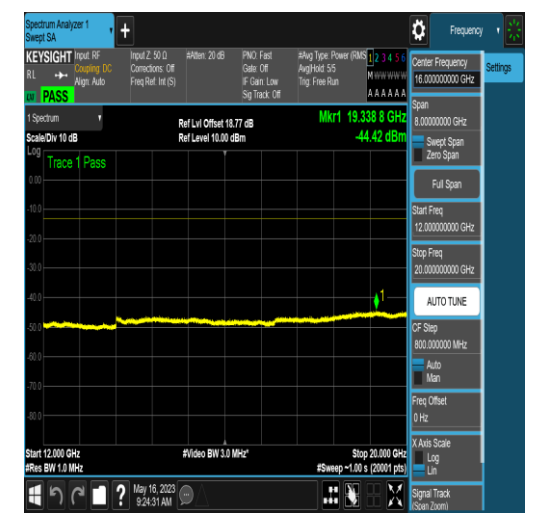 Spectrum Analyzer 1
Swept SA
+
Frequency
KEYSIGHT
RL
PASS
Input: RF
Coupling: DC
Align: Auto
Input Z: 50 Ω
Corrections: Off
Freq Ref: Int (S)
#Atten: 20 dB
PNO: Fast
Gate: Off
IF Gain: Low
Sig Track: Off
#Avg Type: Power (RMS
Avg|Hold: 5/5
Trig: Free Run
1 2 3 4 5 6
M W W W W W
A A A A A A
Settings
1 Spectrum
Scale/Div 10 dB
Ref Lvl Offset 18.77 dB
Ref Level 10.00 dBm
Mkr1 19.338 8 GHz
-44.42 dBm
Log
Trace 1 Pass
0.00
-10.0
-20.0
-30.0
-40.0
-50.0
-60.0
-70.0
-80.0
1
Start 12.000 GHz
#Res BW 1.0 MHz
#Video BW 3.0 MHz*
Stop 20.000 GHz
#Sweep ~1.00 s (20001 pts)
Center Frequency
16.000000000 GHz
Span
8.00000000 GHz
Swept Span
Zero Span
Full Span
Start Freq
12.000000000 GHz
Stop Freq
20.000000000 GHz
AUTO TUNE
CF Step
800.000000 MHz
Auto
Man
Freq Offset
0 Hz
X Axis Scale
Log
Lin
Signal Track
(Span Zoom)
?
May 16, 2023
9:24:31 AM